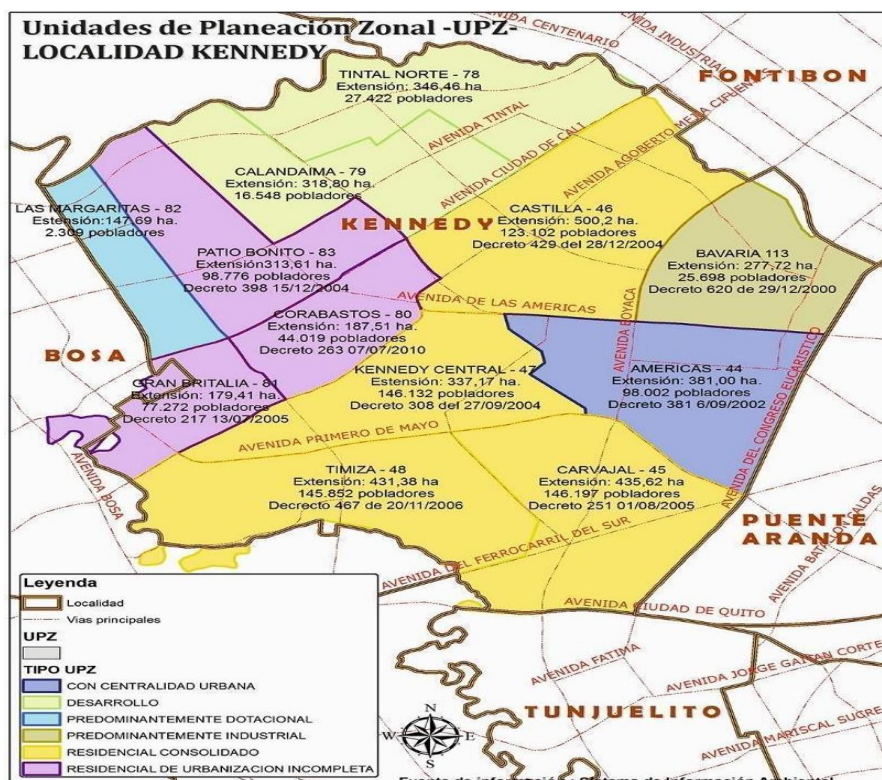 Unidades de Planeación Zonal -UPZ-
LOCALIDAD KENNEDY
AVENIDA CENTENARIO
AVENIDA INDUSTRIAL
FONTIBON
TINTAL NORTE - 78
Extensión: 346,46 ha
27.422 pobladores
AVENIDA TINTAL
AVENIDA CIUDAD DE CALI
AVENIDA AGOBERTO MEJIA CIFUENTES
CALANDAIMA - 79
Extensión: 318,80 ha.
16.548 pobladores
LAS MARGARITAS - 82
Estensión:147,69 ha.
2.309 pobladores
KENNEDY
CASTILLA - 46
Extensión: 500,2 ha.
123.102 pobladores
Decreto 429 del 28/12/2004
PATIO BONITO - 83
Extensión313,61 ha.
98.776 pobladores
Decreto 398 15/12/2004
BAVARIA 113
Extensión: 277,72 ha.
25.698 pobladores
Decreto 620 de 29/12/2000
AVENIDA DE LAS AMERICAS
AVENIDA BOYACA
CORABASTOS - 80
Extensión: 187,51 ha.
44.019 pobladores
Decreto 263 07/07/2010
BOSA
GRAN BRITALIA - 81
Extensión: 179,41 ha.
77.272 pobladores
Decreto 217 13/07/2005
KENNEDY CENTRAL - 47
Estensión: 337,17 ha.
146.132 pobladores
Decreto 308 del 27/09/2004
AMERICAS - 44
Extensión: 381,00 ha.
98.002 pobladores
Decreto 381 6/09/2002
AVENIDA DEL CONGRESO EUCARISTICO
AVENIDA PRIMERO DE MAYO
AVENIDA BOSA
TIMIZA - 48
Extensión: 431,38 ha
145.852 pobladores
Decrecto 467 de 20/11/2006
CARVAJAL - 45
Extensión: 435,62 ha
146.197 pobladores
Decreto 251 01/08/2005
PUENTE
ARANDA
AVENIDA DEL FERROCARRIL DEL SUR
AVENIDA CIUDAD DE QUITO
AVENIDA FATIMA
AVENIDA JORGE GAITAN CORTE
AVENIDA MARISCAL SUCRE
TUNJUELITO
Leyenda
Localidad
Vias principales
UPZ
TIPO UPZ
CON CENTRALIDAD URBANA
DESARROLLO
PREDOMINANTEMENTE DOTACIONAL
PREDOMINANTEMENTE INDUSTRIAL
RESIDENCIAL CONSOLIDADO
RESIDENCIAL DE URBANIZACION INCOMPLETA
N
W
E
S